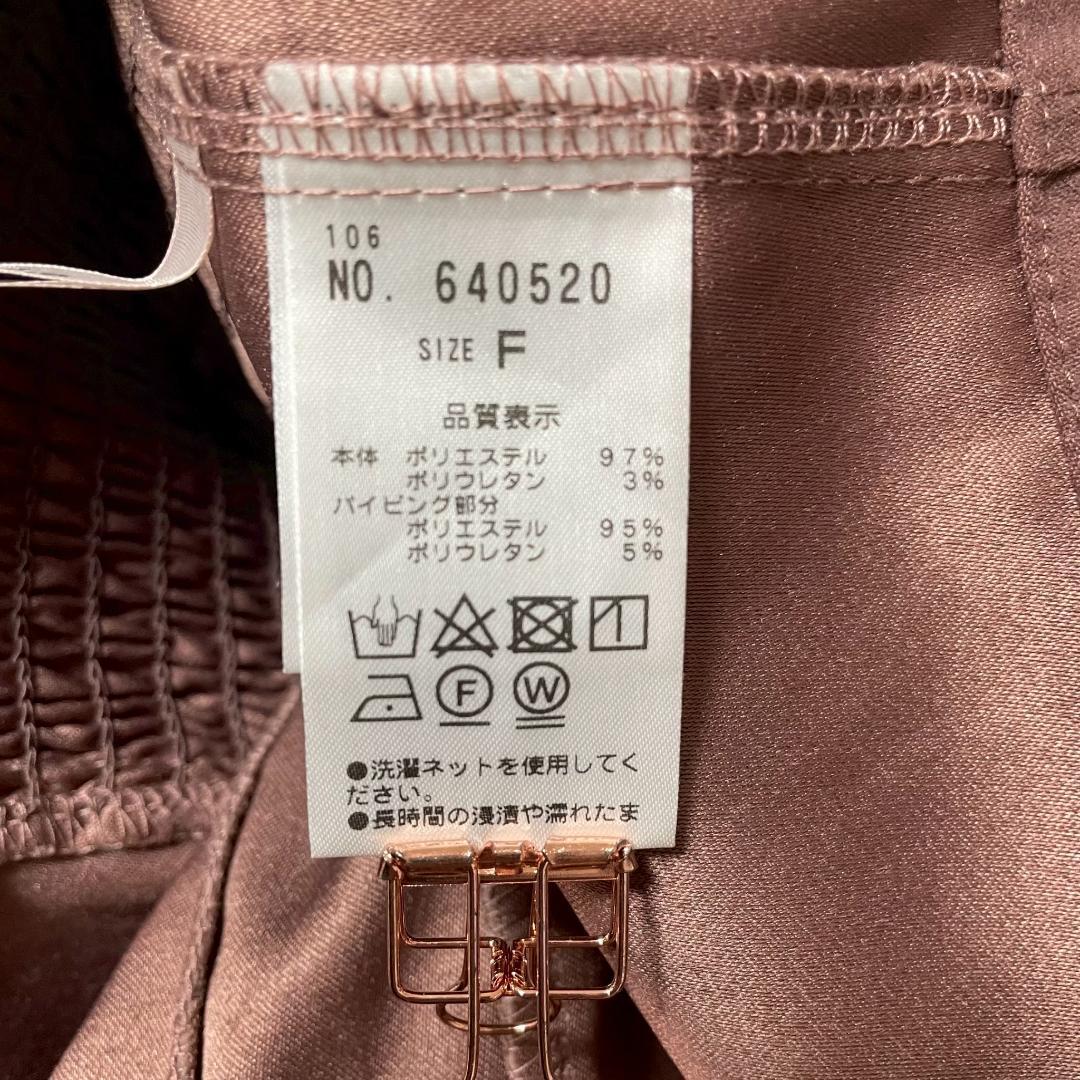 106
NO. 640520
SIZE F
品質表示
本体 ポリエステル 97%
ポリウレタン 3%
パイピング部分
ポリエステル 95%
ポリウレタン 5%
F W
●洗濯ネットを使用してく
ださい。
●長時間の浸漬や濡れたま